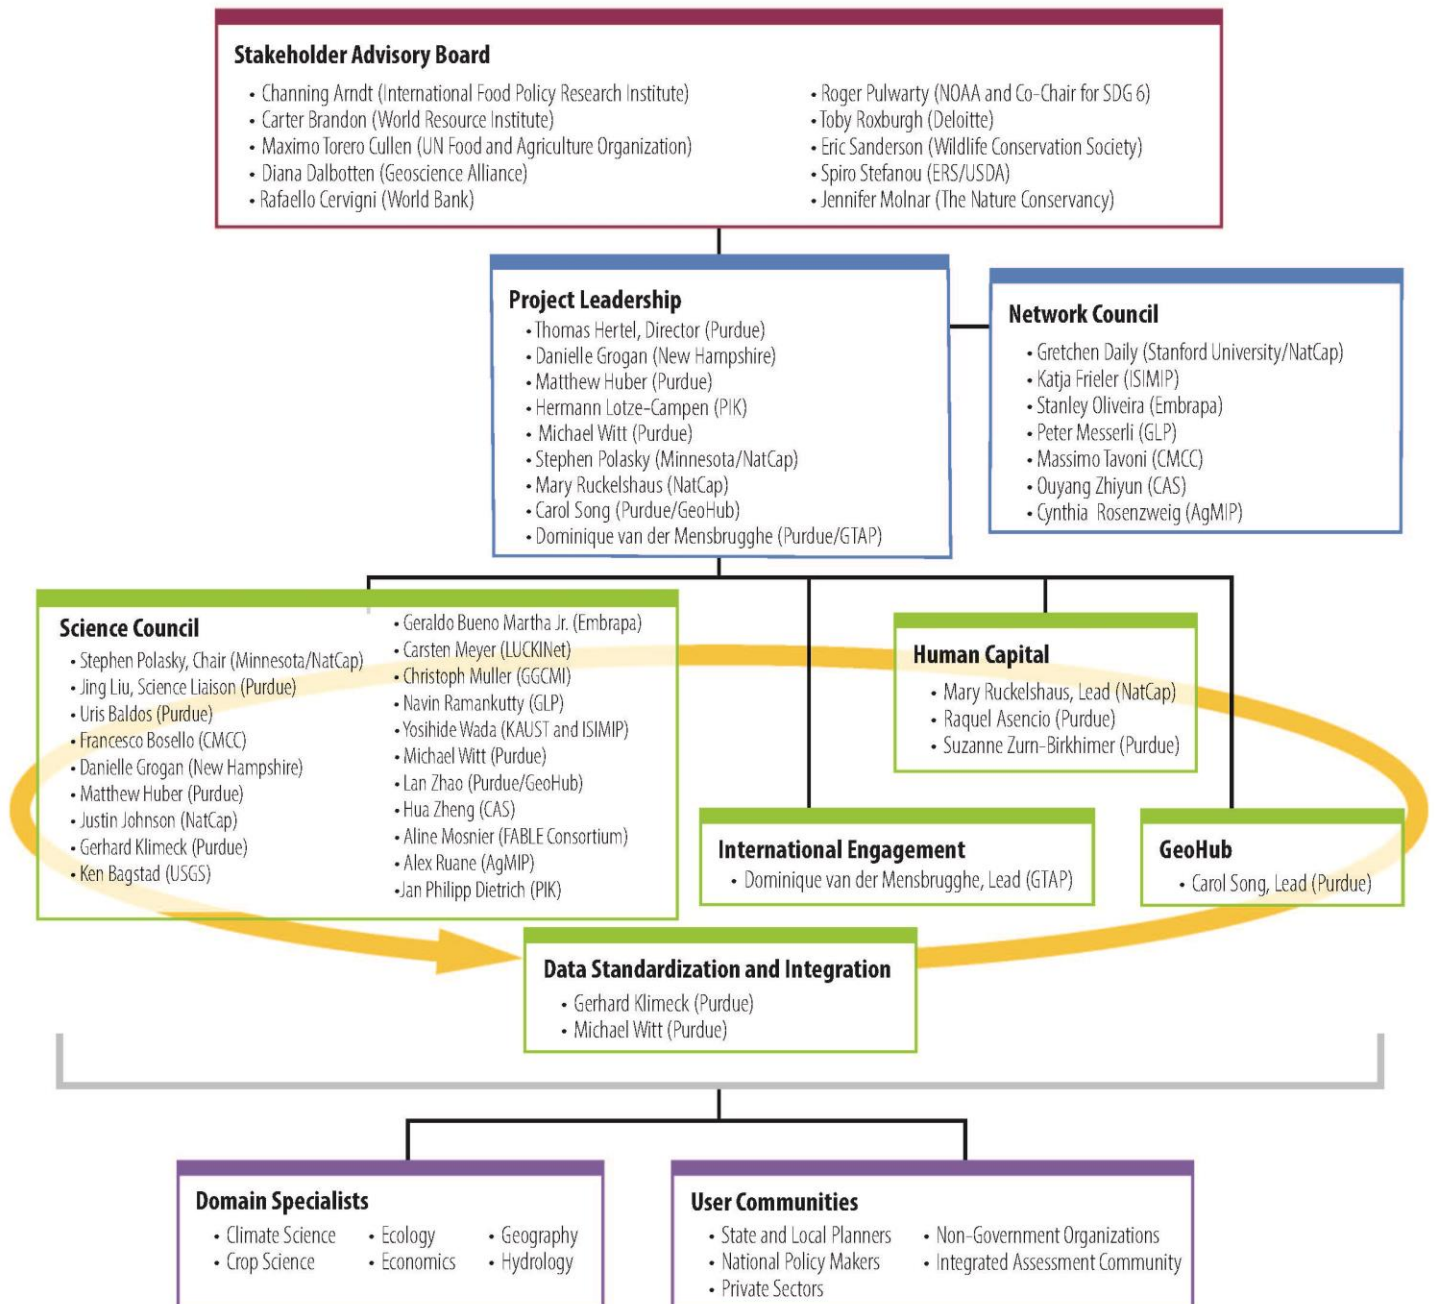 Stakeholder Advisory Board
• Channing Arndt (International Food Policy Research Institute)
• Carter Brandon (World Resource Institute)
• Maximo Torero Cullen (UN Food and Agriculture Organization)
• Diana Dalbotten (Geoscience Alliance)
• Rafaello Cervigni (World Bank)
• Roger Pulwarty (NOAA and Co-Chair for SDG 6)
• Toby Roxburgh (Deloitte)
• Eric Sanderson (Wildlife Conservation Society)
• Spiro Stefanou (ERS/USDA)
• Jennifer Molnar (The Nature Conservancy)
Project Leadership
• Thomas Hertel, Director (Purdue)
• Danielle Grogan (New Hampshire)
• Matthew Huber (Purdue)
• Hermann Lotze-Campen (PIK)
• Michael Witt (Purdue)
• Stephen Polasky (Minnesota/NatCap)
• Mary Ruckelshaus (NatCap)
• Carol Song (Purdue/GeoHub)
• Dominique van der Mensbrugghe (Purdue/GTAP)
Network Council
• Gretchen Daily (Stanford University/NatCap)
• Katja Frieler (ISIMIP)
• Stanley Oliveira (Embrapa)
• Peter Messerli (GLP)
• Massimo Tavoni (CMCC)
• Ouyang Zhiyun (CAS)
• Cynthia Rosenzweig (AgMIP)
Science Council
• Stephen Polasky, Chair (Minnesota/NatCap)
• Jing Liu, Science Liaison (Purdue)
• Uris Baldos (Purdue)
• Francesco Bosello (CMCC)
• Danielle Grogan (New Hampshire)
• Matthew Huber (Purdue)
• Justin Johnson (NatCap)
• Gerhard Klimeck (Purdue)
• Ken Bagstad (USGS)
• Geraldo Bueno Martha Jr. (Embrapa)
• Carsten Meyer (LUCKINet)
• Christoph Muller (GGCMI)
• Navin Ramankutty (GLP)
• Yosihide Wada (KAUST and ISIMIP)
• Michael Witt (Purdue)
• Lan Zhao (Purdue/GeoHub)
• Hua Zheng (CAS)
• Aline Mosnier (FABLE Consortium)
• Alex Ruane (AgMIP)
•Jan Philipp Dietrich (PIK)
Human Capital
• Mary Ruckelshaus, Lead (NatCap)
• Raquel Asencio (Purdue)
• Suzanne Zurn-Birkhimer (Purdue)
International Engagement
• Dominique van der Mensbrugghe, Lead (GTAP)
GeoHub
• Carol Song, Lead (Purdue)
Data Standardization and Integration
• Gerhard Klimeck (Purdue)
• Michael Witt (Purdue)
Domain Specialists
• Climate Science
• Crop Science
• Ecology
• Economics
• Geography
• Hydrology
User Communities
• State and Local Planners
• National Policy Makers
• Private Sectors
• Non-Government Organizations
• Integrated Assessment Community